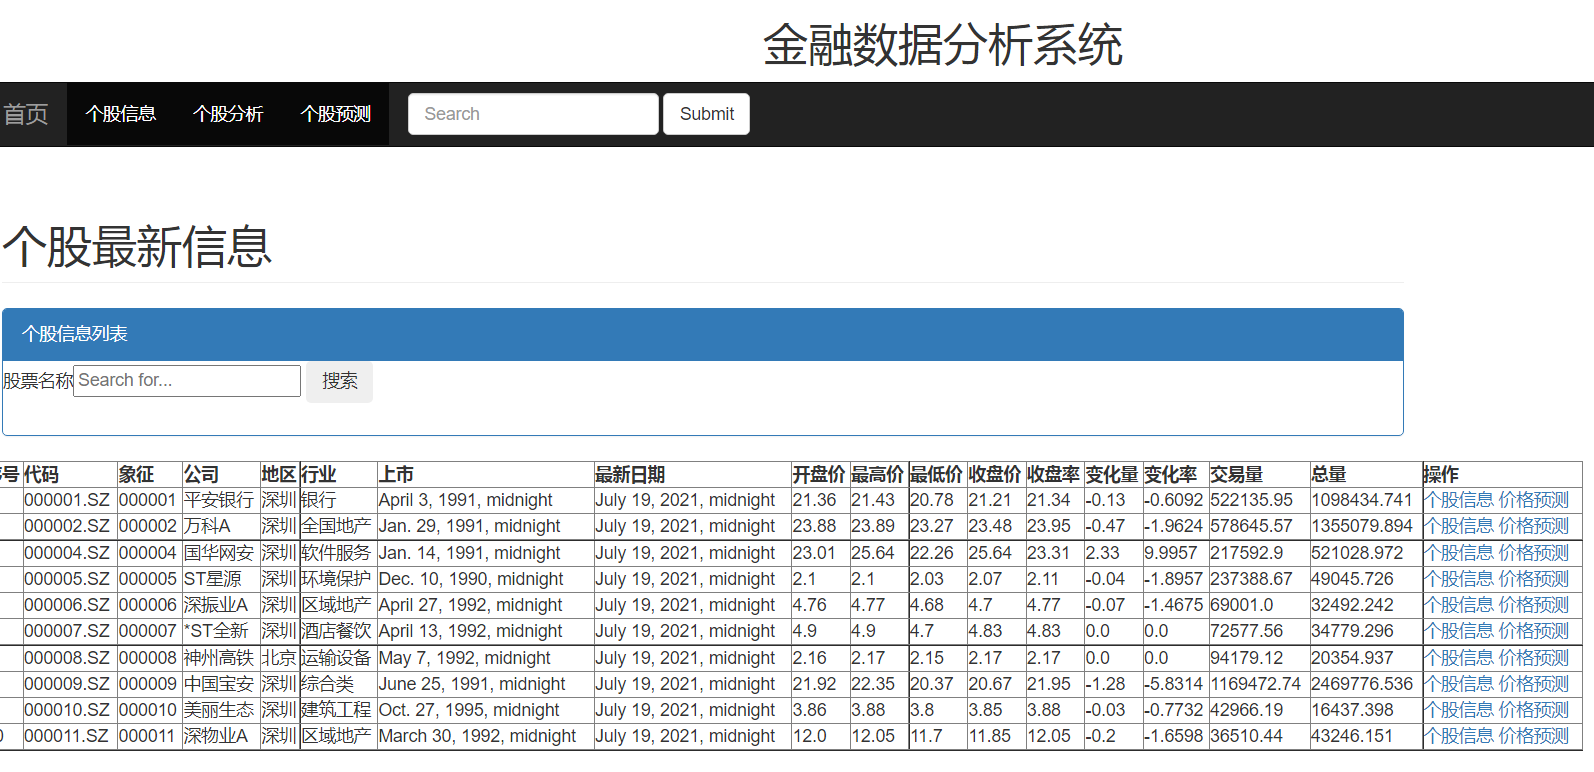 金融数据分析系统
首页 个股信息 个股分析 个股预测 Search Submit
个股最新信息
个股信息列表
股票名称 Search for... 搜索
号 代码 象征 公司 地区 行业 上市 最新日期 开盘价 最高价 最低价 收盘价 收盘率 变化量 变化率 交易量 总量 操作
000001.SZ 000001 平安银行 深圳 银行 April 3, 1991, midnight July 19, 2021, midnight 21.36 21.43 20.78 21.21 21.34 -0.13 -0.6092 522135.95 1098434.741 个股信息 价格预测
000002.SZ 000002 万科A 深圳 全国地产 Jan. 29, 1991, midnight July 19, 2021, midnight 23.88 23.89 23.27 23.48 23.95 -0.47 -1.9624 578645.57 1355079.894 个股信息 价格预测
000004.SZ 000004 国华网安 深圳 软件服务 Jan. 14, 1991, midnight July 19, 2021, midnight 23.01 25.64 22.26 25.64 23.31 2.33 9.9957 217592.9 521028.972 个股信息 价格预测
000005.SZ 000005 ST星源 深圳 环境保护 Dec. 10, 1990, midnight July 19, 2021, midnight 2.1 2.1 2.03 2.07 2.11 -0.04 -1.8957 237388.67 49045.726 个股信息 价格预测
000006.SZ 000006 深振业A 深圳 区域地产 April 27, 1992, midnight July 19, 2021, midnight 4.76 4.77 4.68 4.7 4.77 -0.07 -1.4675 69001.0 32492.242 个股信息 价格预测
000007.SZ 000007 *ST全新 深圳 酒店餐饮 April 13, 1992, midnight July 19, 2021, midnight 4.9 4.9 4.7 4.83 4.83 0.0 0.0 72577.56 34779.296 个股信息 价格预测
000008.SZ 000008 神州高铁 北京 运输设备 May 7, 1992, midnight July 19, 2021, midnight 2.16 2.17 2.15 2.17 2.17 0.0 0.0 94179.12 20354.937 个股信息 价格预测
000009.SZ 000009 中国宝安 深圳 综合类 June 25, 1991, midnight July 19, 2021, midnight 21.92 22.35 20.37 20.67 21.95 -1.28 -5.8314 1169472.74 2469776.536 个股信息 价格预测
000010.SZ 000010 美丽生态 深圳 建筑工程 Oct. 27, 1995, midnight July 19, 2021, midnight 3.86 3.88 3.8 3.85 3.88 -0.03 -0.7732 42966.19 16437.398 个股信息 价格预测
0 000011.SZ 000011 深物业A 深圳 区域地产 March 30, 1992, midnight July 19, 2021, midnight 12.0 12.05 11.7 11.85 12.05 -0.2 -1.6598 36510.44 43246.151 个股信息 价格预测